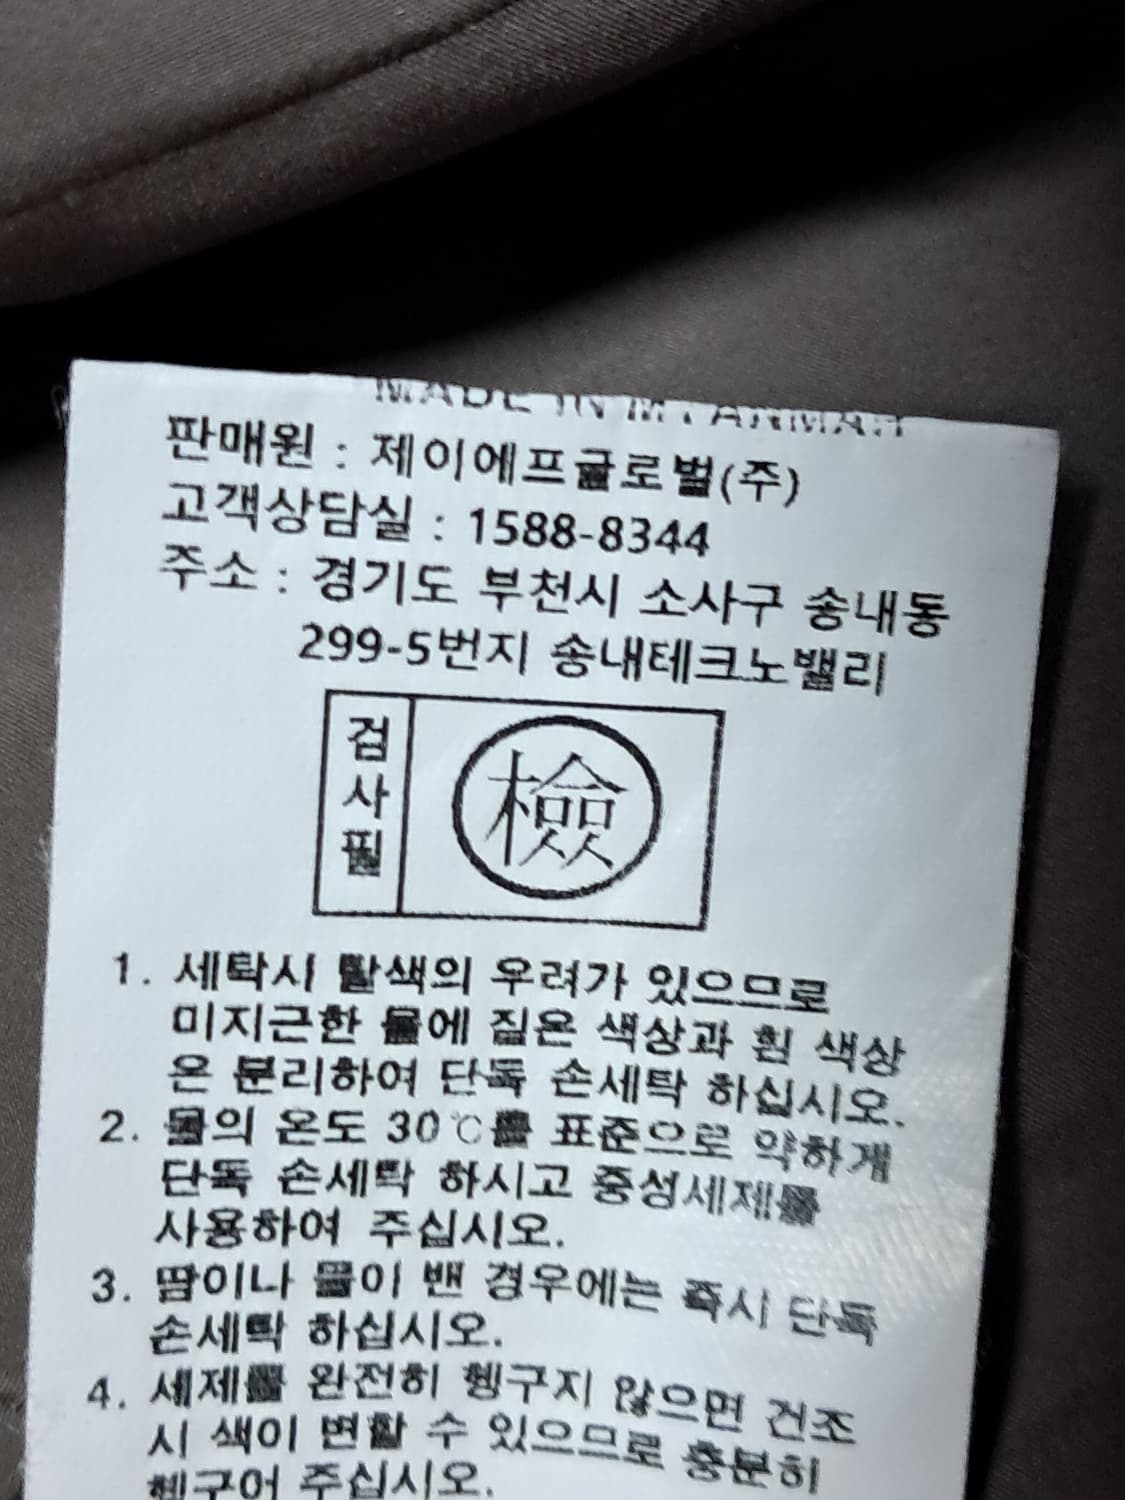 MADE IN MYANMAR
판매원 : 제이에프글로벌(주)
고객상담실 : 1588-8344
주소 : 경기도 부천시 소사구 송내동
299-5번지 송내테크노밸리
검사필
檢
1. 세탁시 탈색의 우려가 있으므로
미지근한 물에 짙은 색상과 흰 색상
은 분리하여 단독 손세탁 하십시오.
2. 물의 온도 30℃를 표준으로 약하게
단독 손세탁 하시고 중성세제를
사용하여 주십시오.
3. 땀이나 물이 밴 경우에는 즉시 단독
손세탁 하십시오.
4. 세제를 완전히 헹구지 않으면 건조
시 색이 변할 수 있으므로 충분히
헹구어 주십시오.